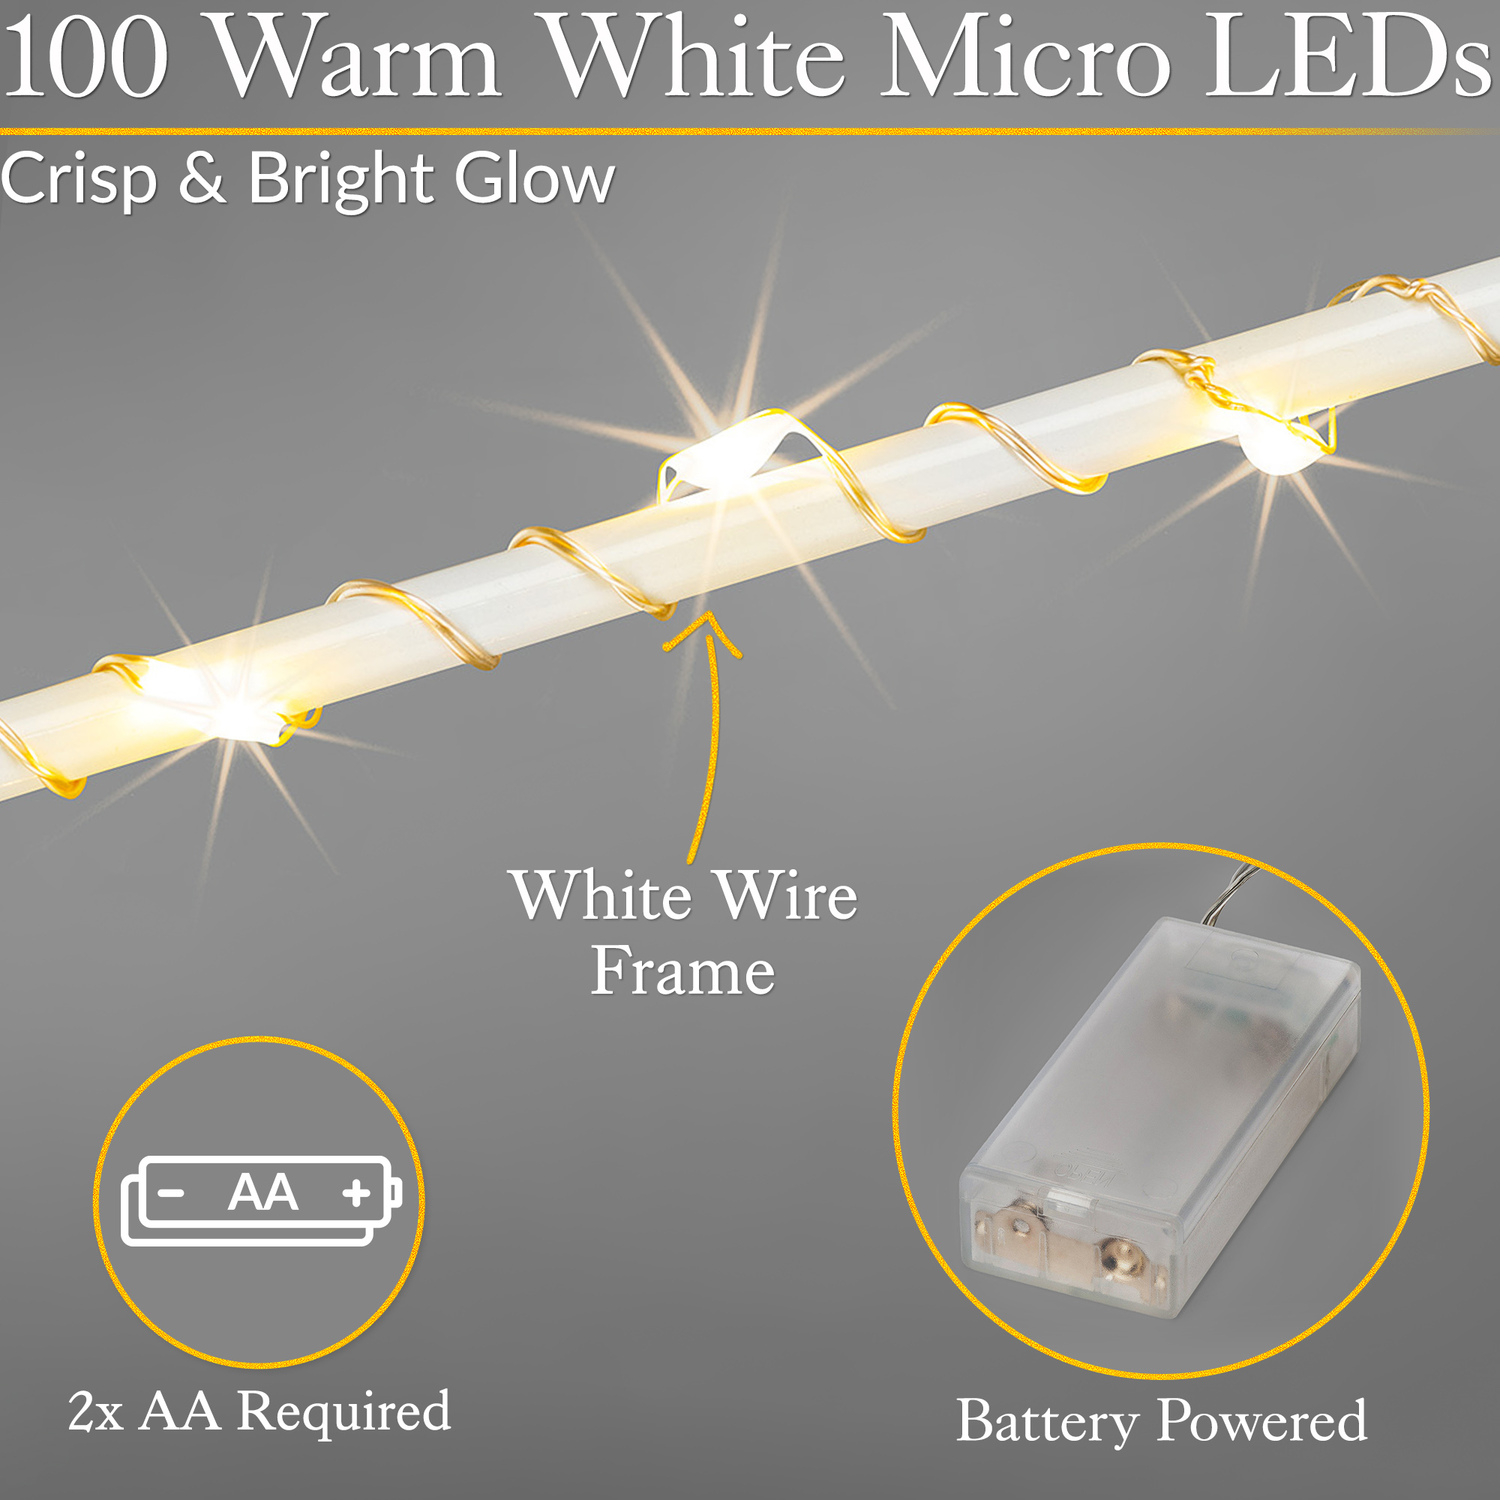 100 Warm White Micro LEDs
Crisp & Bright Glow
White Wire
Frame
- AA +
2x AA Required
Battery Powered